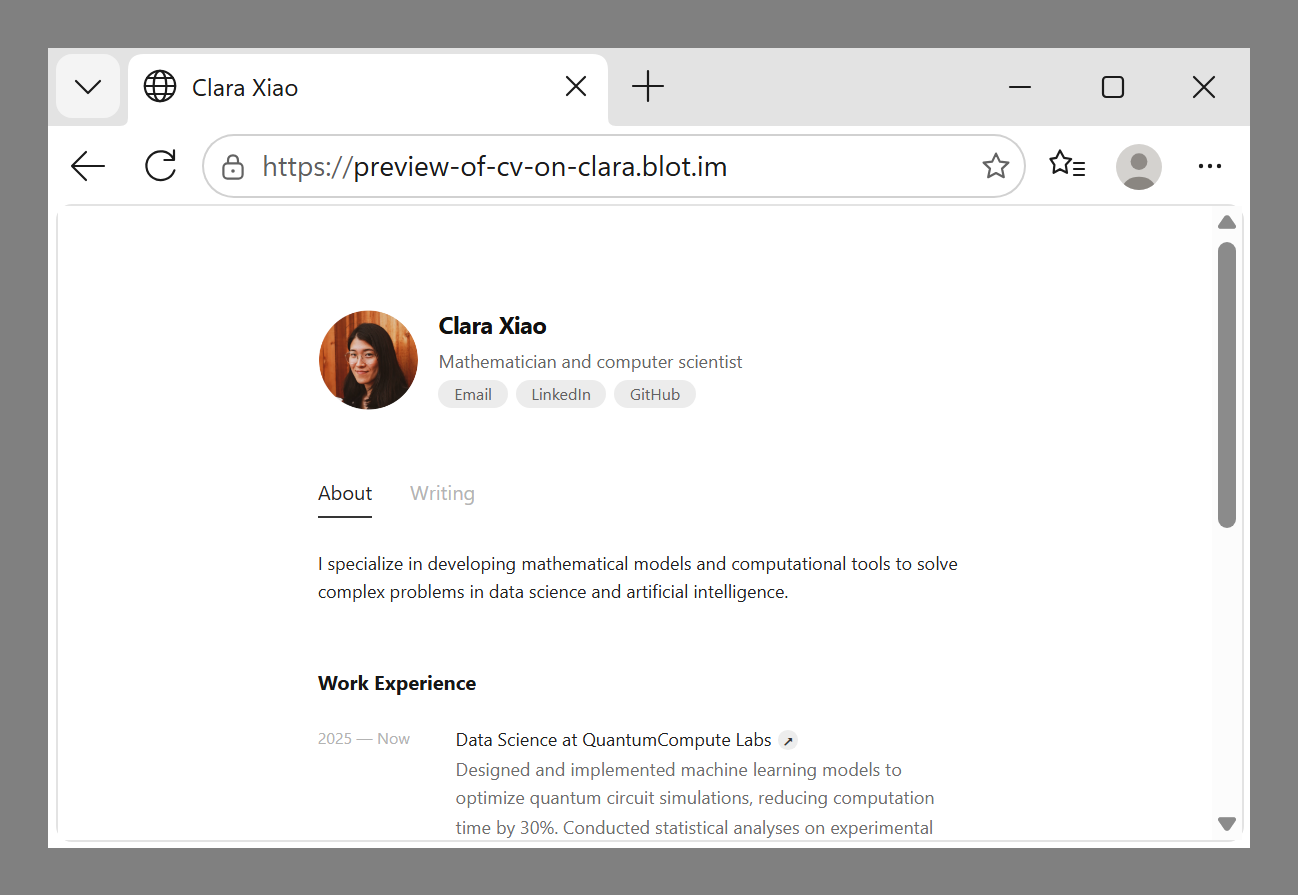 Clara Xiao
https://preview-of-cv-on-clara.blot.im
Clara Xiao
Mathematician and computer scientist
Email LinkedIn GitHub
About Writing
I specialize in developing mathematical models and computational tools to solve
complex problems in data science and artificial intelligence.
Work Experience
2025 — Now Data Science at QuantumCompute Labs ↗
Designed and implemented machine learning models to
optimize quantum circuit simulations, reducing computation
time by 30%. Conducted statistical analyses on experimental